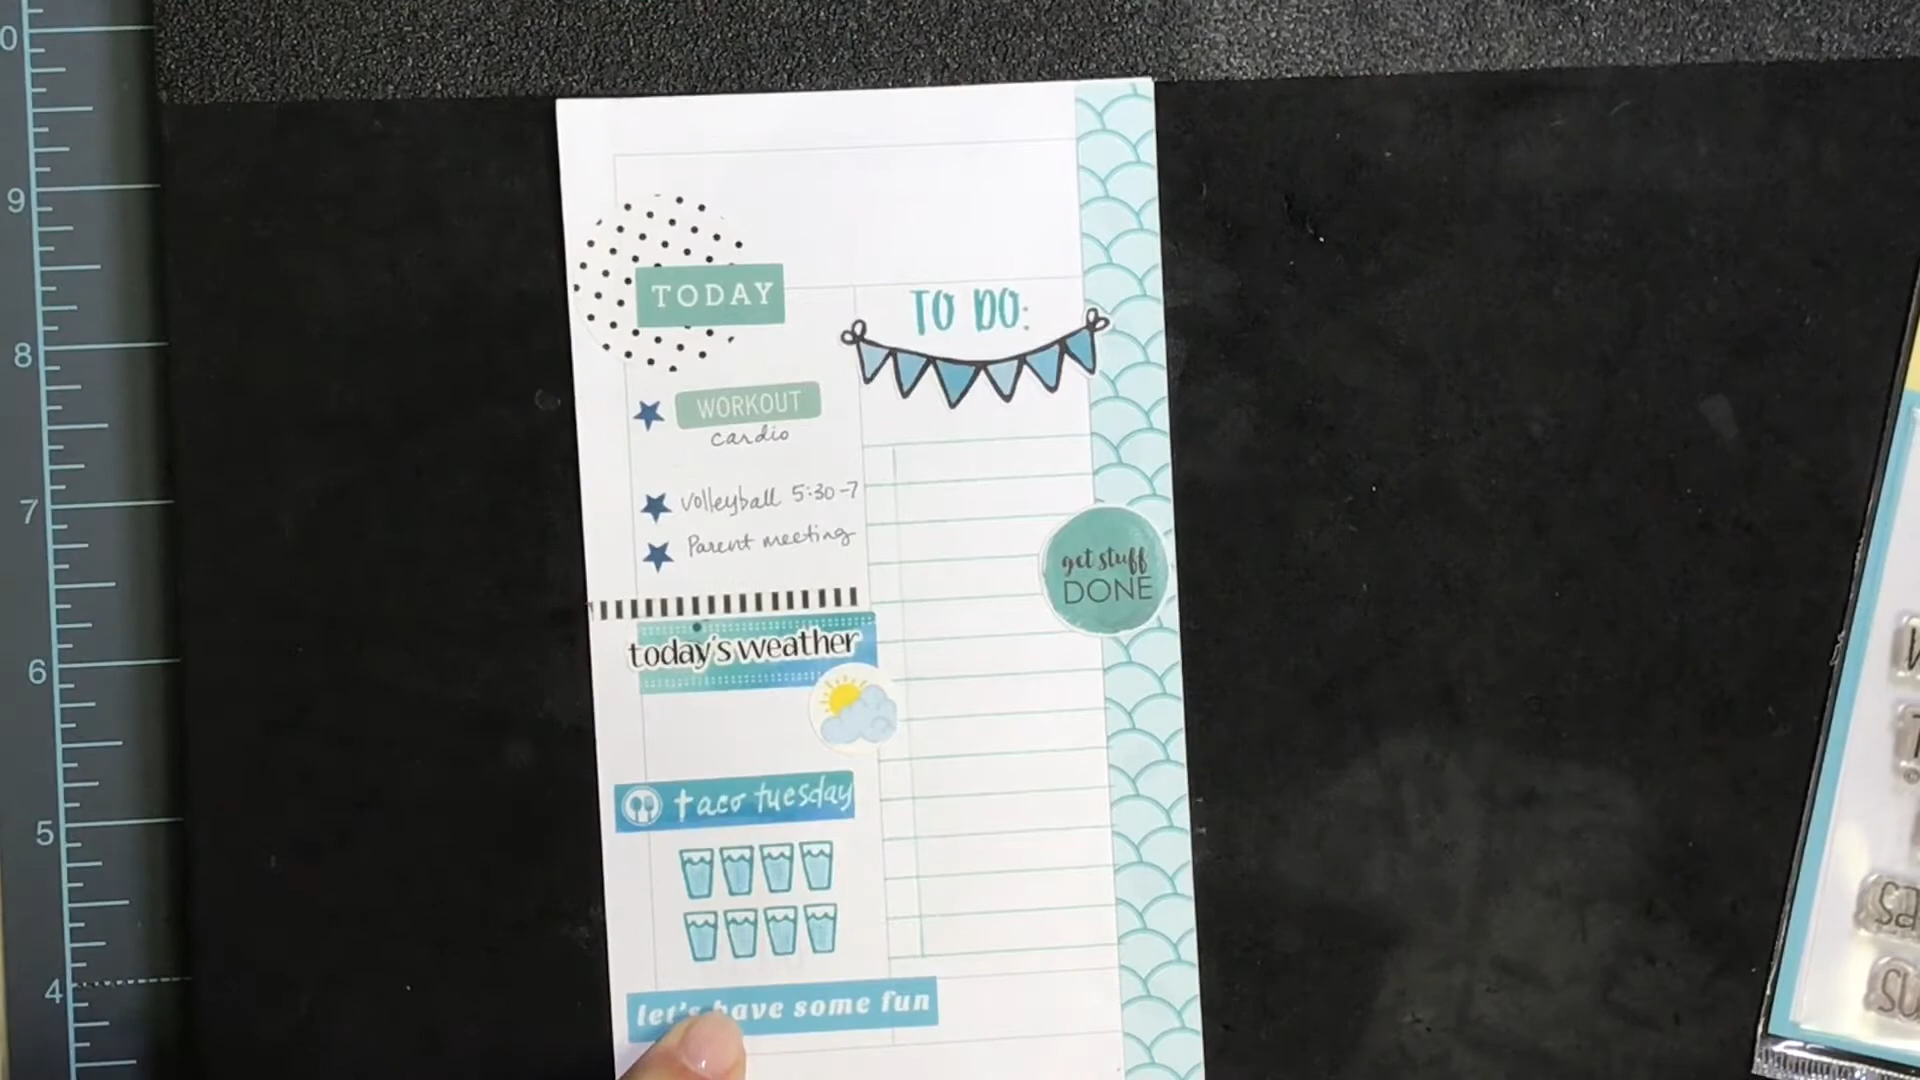 TODAY
TO DO:
WORKOUT
cardio
volleyball 5:30-7
Parent meeting
get stuff
DONE
today's weather
taco tuesday
let's have some fun
9
8
7
6
5
4